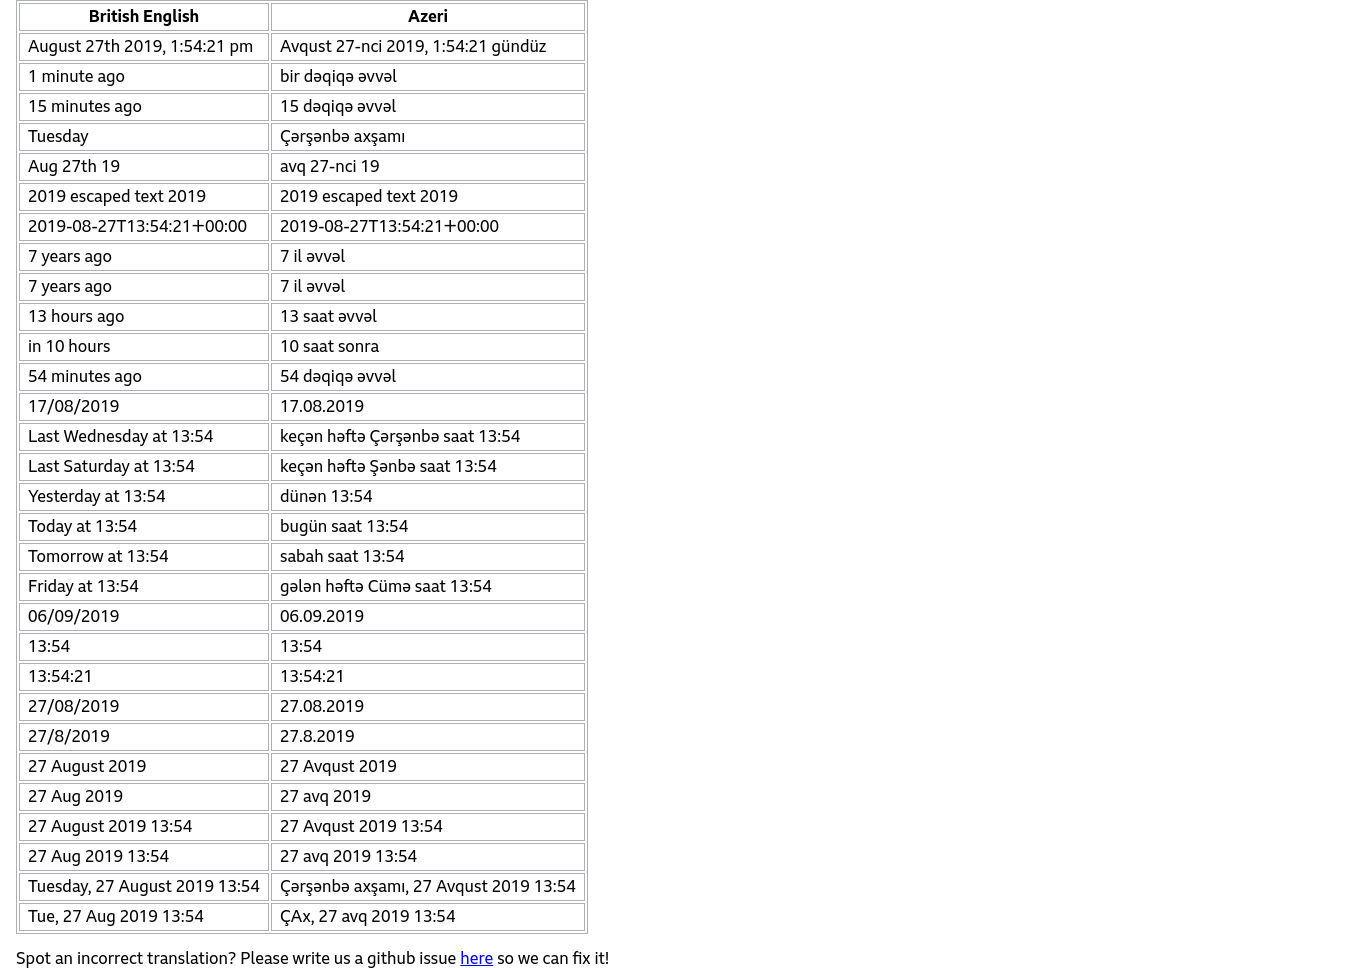 British English Azeri
August 27th 2019, 1:54:21 pm Avqust 27-nci 2019, 1:54:21 gündüz
1 minute ago bir dəqiqə əvvəl
15 minutes ago 15 dəqiqə əvvəl
Tuesday Çərşənbə axşamı
Aug 27th 19 avq 27-nci 19
2019 escaped text 2019 2019 escaped text 2019
2019-08-27T13:54:21+00:00 2019-08-27T13:54:21+00:00
7 years ago 7 il əvvəl
7 years ago 7 il əvvəl
13 hours ago 13 saat əvvəl
in 10 hours 10 saat sonra
54 minutes ago 54 dəqiqə əvvəl
17/08/2019 17.08.2019
Last Wednesday at 13:54 keçən həftə Çərşənbə saat 13:54
Last Saturday at 13:54 keçən həftə Şənbə saat 13:54
Yesterday at 13:54 dünən 13:54
Today at 13:54 bugün saat 13:54
Tomorrow at 13:54 sabah saat 13:54
Friday at 13:54 gələn həftə Cümə saat 13:54
06/09/2019 06.09.2019
13:54 13:54
13:54:21 13:54:21
27/08/2019 27.08.2019
27/8/2019 27.8.2019
27 August 2019 27 Avqust 2019
27 Aug 2019 27 avq 2019
27 August 2019 13:54 27 Avqust 2019 13:54
27 Aug 2019 13:54 27 avq 2019 13:54
Tuesday, 27 August 2019 13:54 Çərşənbə axşamı, 27 Avqust 2019 13:54
Tue, 27 Aug 2019 13:54 ÇAx, 27 avq 2019 13:54
Spot an incorrect translation? Please write us a github issue here so we can fix it!